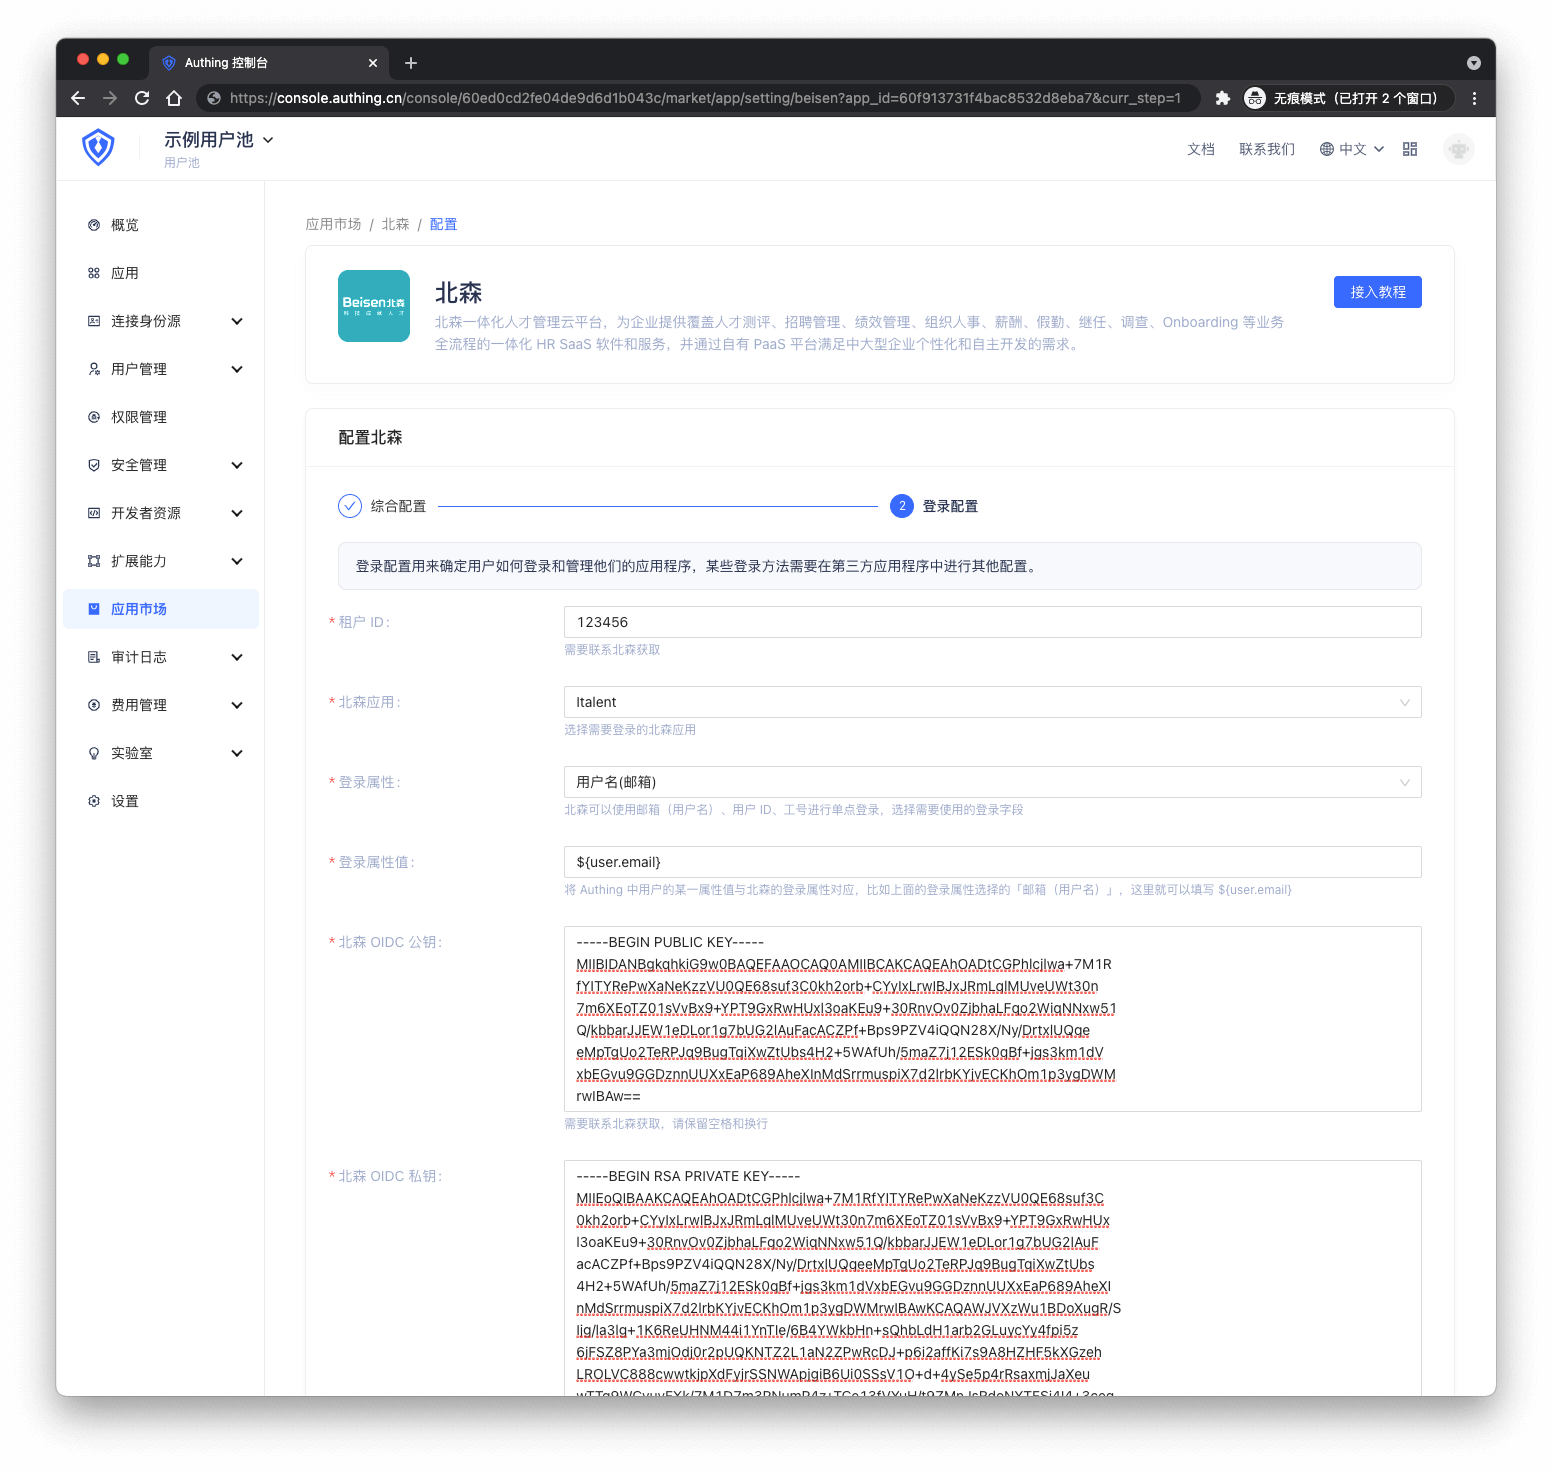 Authing 控制台
https://console.authing.cn/console/60ed0cd2fe04de9d6d1b043c/market/app/setting/beisen?app_id=60f913731f4bac8532d8eba7&curr_step=1
无痕模式（已打开 2 个窗口）
示例用户池
用户池
文档
联系我们
中文
概览
应用
连接身份源
用户管理
权限管理
安全管理
开发者资源
扩展能力
应用市场
审计日志
费用管理
实验室
设置
应用市场 / 北森 / 配置
Beisen北森
科技成就人才
北森
接入教程
北森一体化人才管理云平台，为企业提供覆盖人才测评、招聘管理、绩效管理、组织人事、薪酬、假勤、继任、调查、Onboarding 等业务
全流程的一体化 HR SaaS 软件和服务，并通过自有 PaaS 平台满足中大型企业个性化和自主开发的需求。
配置北森
综合配置
2 登录配置
登录配置用来确定用户如何登录和管理他们的应用程序，某些登录方法需要在第三方应用程序中进行其他配置。
* 租户 ID：
123456
需要联系北森获取
* 北森应用：
Italent
选择需要登录的北森应用
* 登录属性：
用户名(邮箱)
北森可以使用邮箱（用户名）、用户 ID、工号进行单点登录，选择需要使用的登录字段
* 登录属性值：
${user.email}
将 Authing 中用户的某一属性值与北森的登录属性对应，比如上面的登录属性选择的「邮箱（用户名）」，这里就可以填写 ${user.email}
* 北森 OIDC 公钥：
-----BEGIN PUBLIC KEY-----
MIIBIDANBgkqhkiG9w0BAQEFAAOCAQ0AMIIBCAKCAQEAhOADtCGPhlcjlwa+7M1R
fYITYRePwXaNeKzzVU0QE68suf3C0kh2orb+CYyIxLrwIBJxJRmLqlMUveUWt30n
7m6XEoTZ01sVvBx9+YPT9GxRwHUxI3oaKEu9+30RnvOv0ZjbhaLFqo2WiqNNxw51
Q/kbbarJJEW1eDLor1g7bUG2lAuFacACZPf+Bps9PZV4iQQN28X/Ny/DrtxlUQqe
eMpTgUo2TeRPJq9BugTqiXwZtUbs4H2+5WAfUh/5maZ7j12ESk0qBf+jgs3km1dV
xbEGvu9GGDznnUUXxEaP689AheXlnMdSrrmuspiX7d2lrbKYjvECKhOm1p3ygDWM
rwIBAw==
需要联系北森获取，请保留空格和换行
* 北森 OIDC 私钥：
-----BEGIN RSA PRIVATE KEY-----
MIIEoQIBAAKCAQEAhOADtCGPhlcjlwa+7M1RfYITYRePwXaNeKzzVU0QE68suf3C
0kh2orb+CYyIxLrwIBJxJRmLqlMUveUWt30n7m6XEoTZ01sVvBx9+YPT9GxRwHUx
I3oaKEu9+30RnvOv0ZjbhaLFqo2WiqNNxw51Q/kbbarJJEW1eDLor1g7bUG2lAuF
acACZPf+Bps9PZV4iQQN28X/Ny/DrtxlUQqeeMpTgUo2TeRPJq9BugTqiXwZtUbs
4H2+5WAfUh/5maZ7j12ESk0qBf+jgs3km1dVxbEGvu9GGDznnUUXxEaP689AheXl
nMdSrrmuspiX7d2lrbKYjvECKhOm1p3ygDWMrwIBAwKCAQAWJVXzWu1BDoXugR/S
Ijg/la3Ig+1K6ReUHNM44i1YnTle/6B4YWkbHn+sQhbLdH1arb2GLuycYy4fpi5z
6jFSZ8PYa3mjOdj0r2pUQKNTZ2L1aN2ZPwRcDJ+p6i2affKi7s9A8HZHF5kXGzeh
LROLVC888cwwtkjpXdFyjrSSNWApjqiB6Ui0SSsV1O+d+4ySe5p4rRsaxmjJaXeu